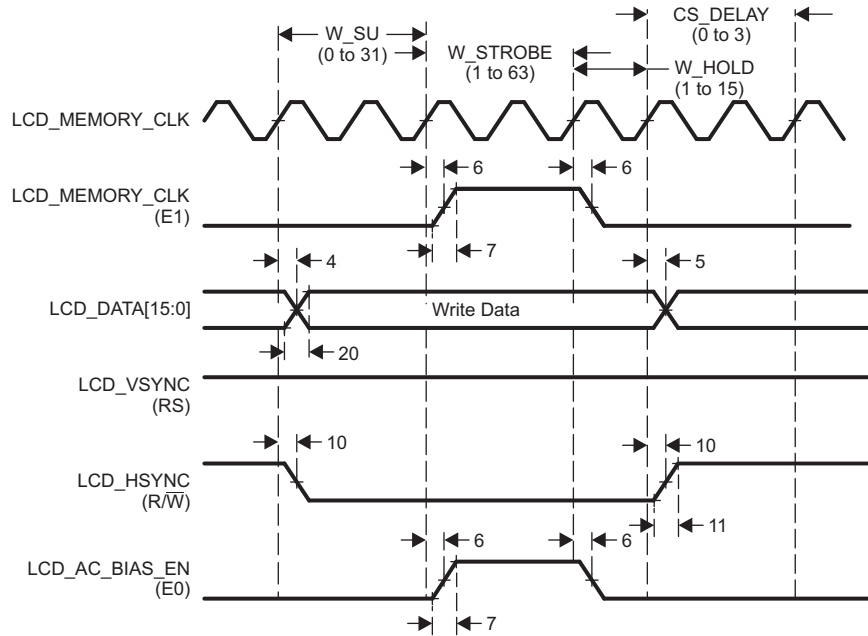 CS_DELAY
(0 to 3)
W_SU
(0 to 31)
W_STROBE
(1 to 63)
W_HOLD
(1 to 15)
LCD_MEMORY_CLK
6
6
LCD_MEMORY_CLK
(E1)
7
4
5
LCD_DATA[15:0]
Write Data
20
LCD_VSYNC
(RS)
10
10
LCD_HSYNC
(R/W̅)
11
6
6
LCD_AC_BIAS_EN
(E0)
7